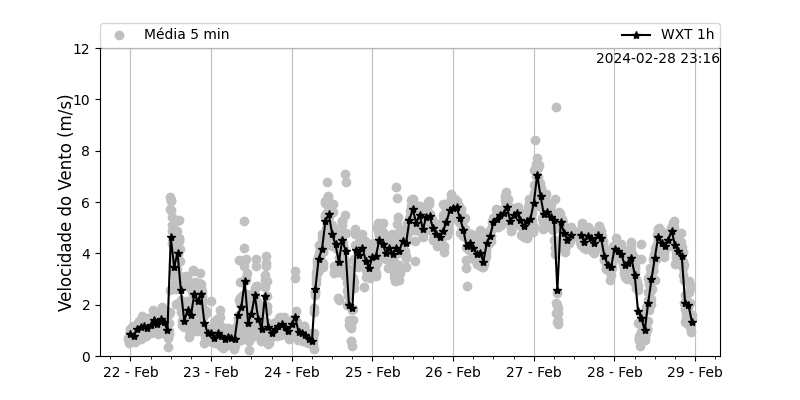 Média 5 min
WXT 1h
2024-02-28 23:16
Velocidade do Vento (m/s)
12
10
8
6
4
2
0
22 - Feb 23 - Feb 24 - Feb 25 - Feb 26 - Feb 27 - Feb 28 - Feb 29 - Feb